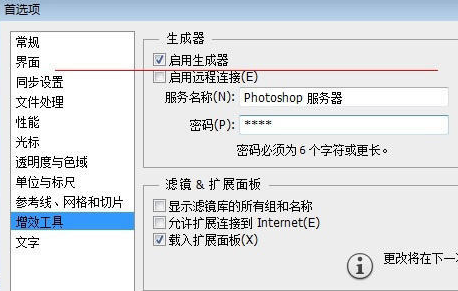 首选项
常规
界面
同步设置
文件处理
性能
光标
透明度与色域
单位与标尺
参考线、网格和切片
增效工具
文字
生成器
启用生成器
启用远程连接(E)
服务名称(N): Photoshop 服务器
密码(P): ****
密码必须为 6 个字符或更长。
滤镜 & 扩展面板
显示滤镜库的所有组和名称
允许扩展连接到 Internet(E)
载入扩展面板(X)
更改将在下一